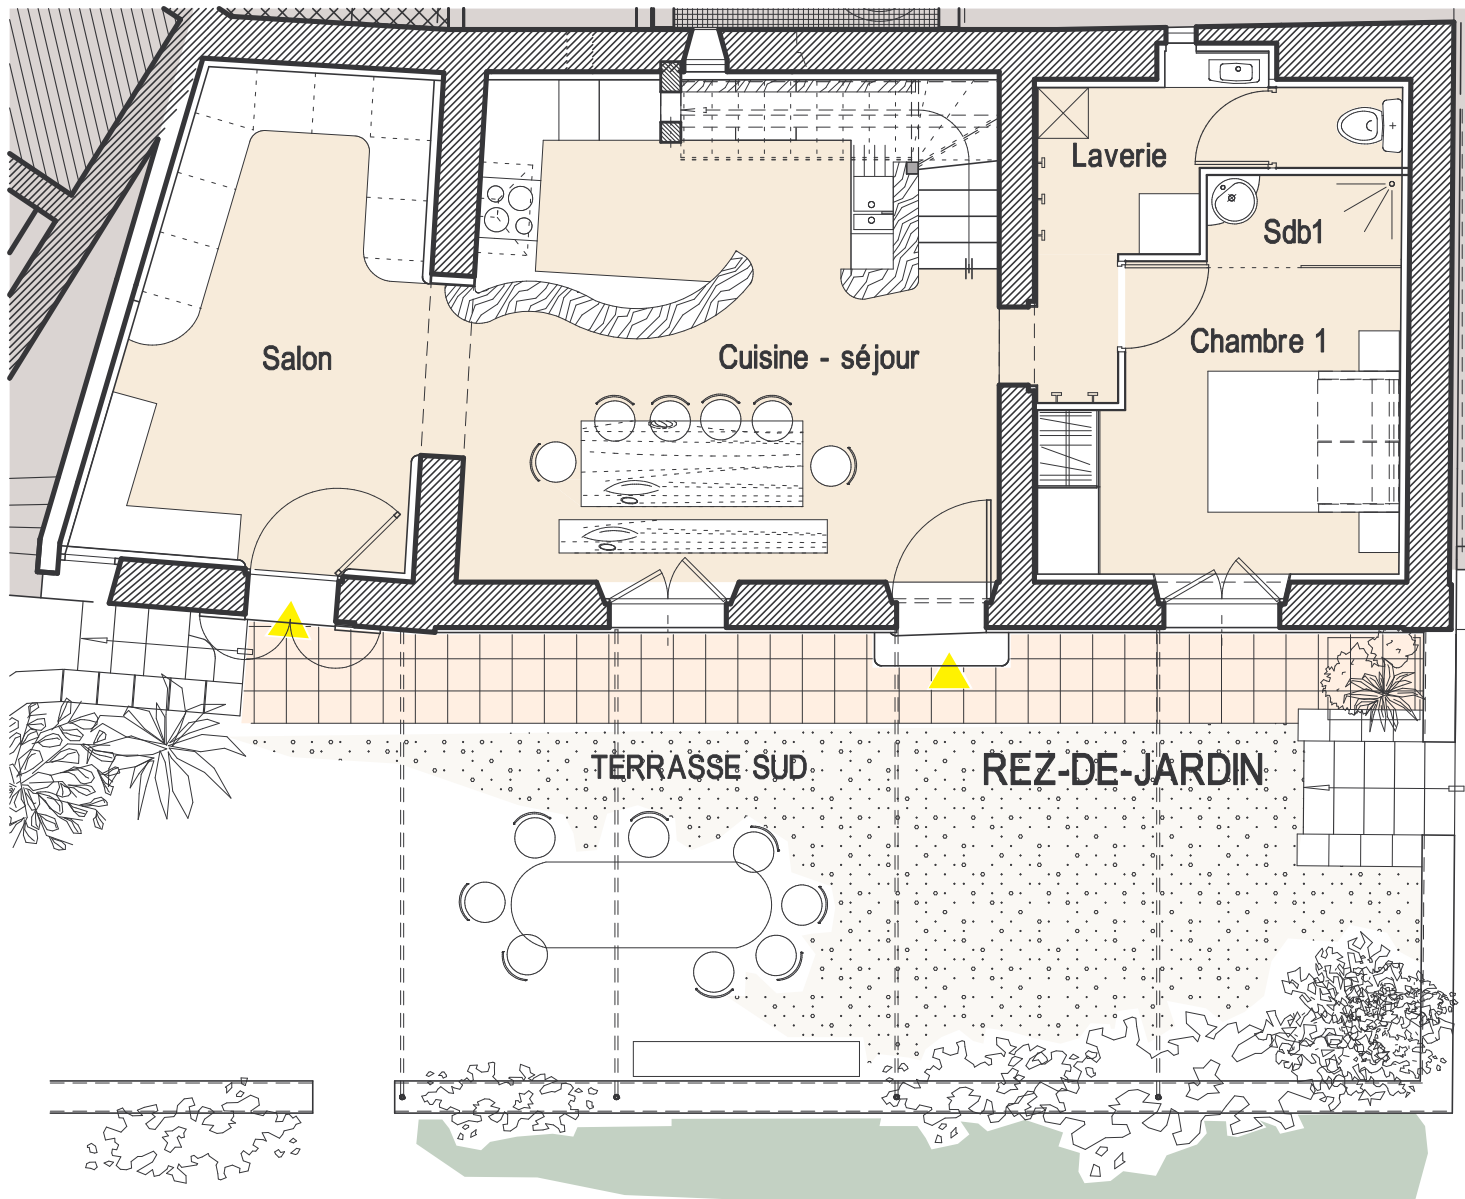 Laverie
Sdb1
Chambre 1
Salon
Cuisine - séjour
TERRASSE SUD
REZ-DE-JARDIN